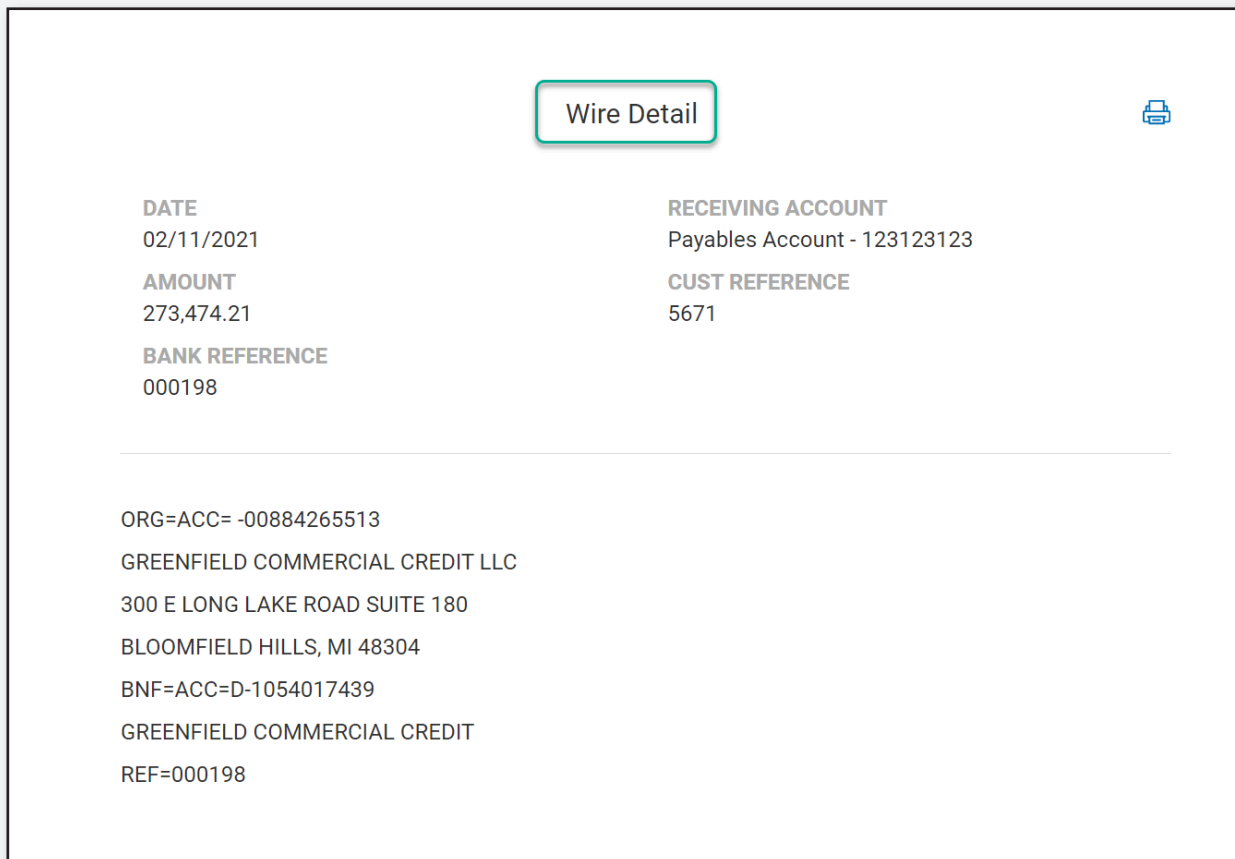 Wire Detail
DATE
02/11/2021
RECEIVING ACCOUNT
Payables Account - 123123123
AMOUNT
273,474.21
CUST REFERENCE
5671
BANK REFERENCE
000198
ORG=ACC= -00884265513
GREENFIELD COMMERCIAL CREDIT LLC
300 E LONG LAKE ROAD SUITE 180
BLOOMFIELD HILLS, MI 48304
BNF=ACC=D-1054017439
GREENFIELD COMMERCIAL CREDIT
REF=000198